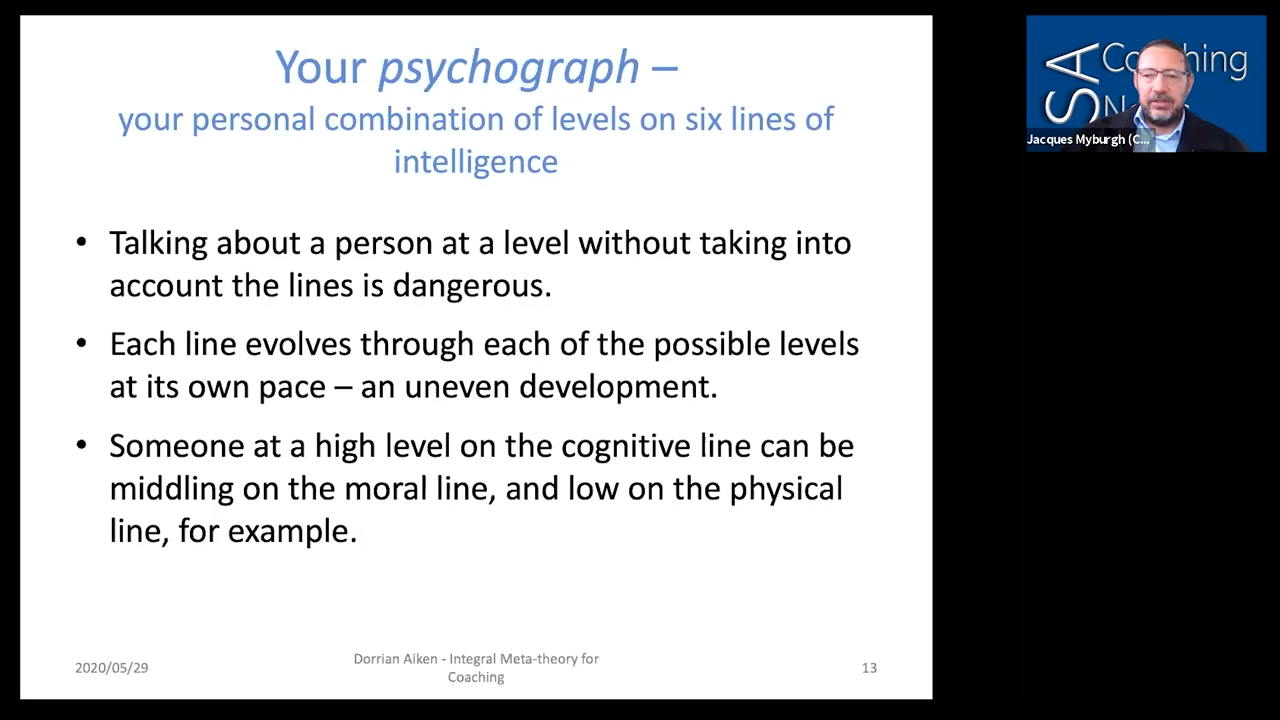 Your psychograph –
your personal combination of levels on six lines of
intelligence
• Talking about a person at a level without taking into
account the lines is dangerous.
• Each line evolves through each of the possible levels
at its own pace – an uneven development.
• Someone at a high level on the cognitive line can be
middling on the moral line, and low on the physical
line, for example.
2020/05/29
Dorrian Aiken - Integral Meta-theory for
Coaching
13
SA
Jacques Myburgh (C...